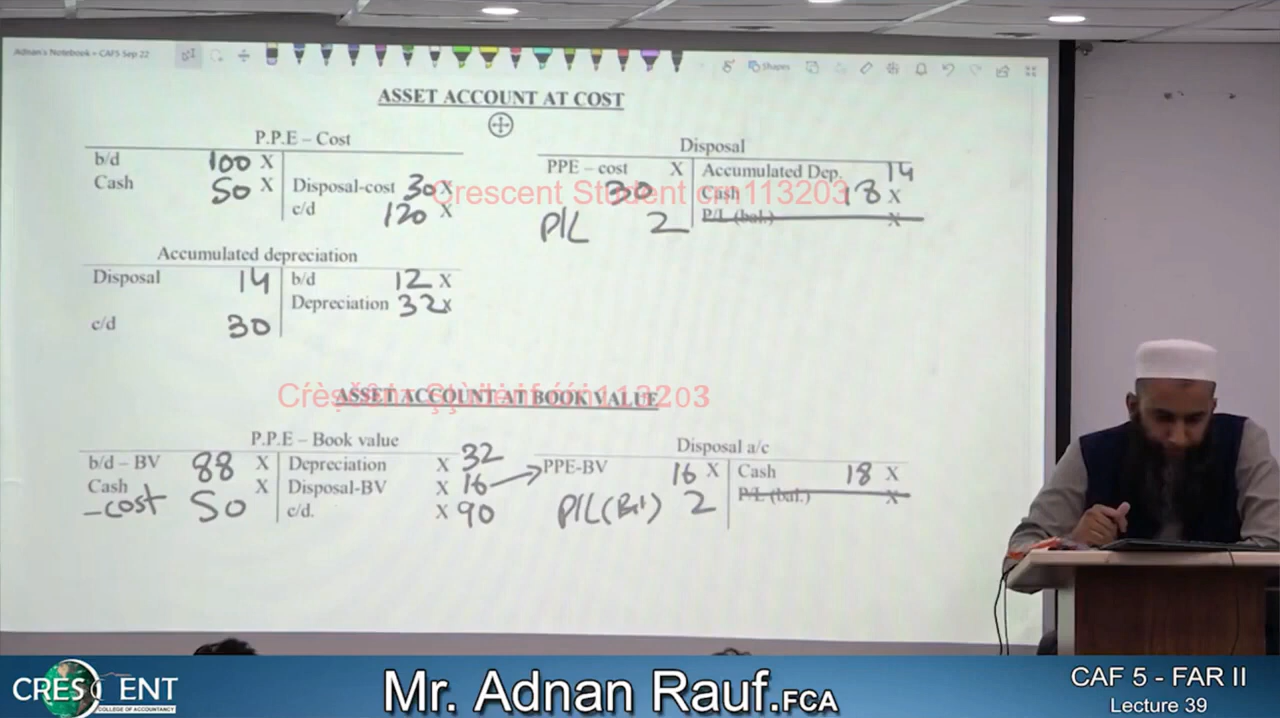 Adnan's Notebook > CAF5 Sep 22
Shapes
ASSET ACCOUNT AT COST
P.P.E – Cost
b/d 100 X
Cash 50 X Disposal-cost 30 X
c/d 120 X
Disposal
PPE – cost X Accumulated Dep. 14
30 Cash 18 X
P/L 2 P/L (bal.) X
Crescent Student crn113203
Accumulated depreciation
Disposal 14 b/d 12 X
Depreciation 32 X
c/d 30
ASSET ACCOUNT AT BOOK VALUE
P.P.E – Book value
b/d – BV 88 X Depreciation X 32
Cash X Disposal-BV X 16
-cost 50 c/d. X 90
Disposal a/c
PPE-BV 16 X Cash 18 X
P/L (Bal) 2 P/L (bal.) X
CRESCENT
COLLEGE OF ACCOUNTANCY
Mr. Adnan Rauf.FCA
CAF 5 - FAR II
Lecture 39